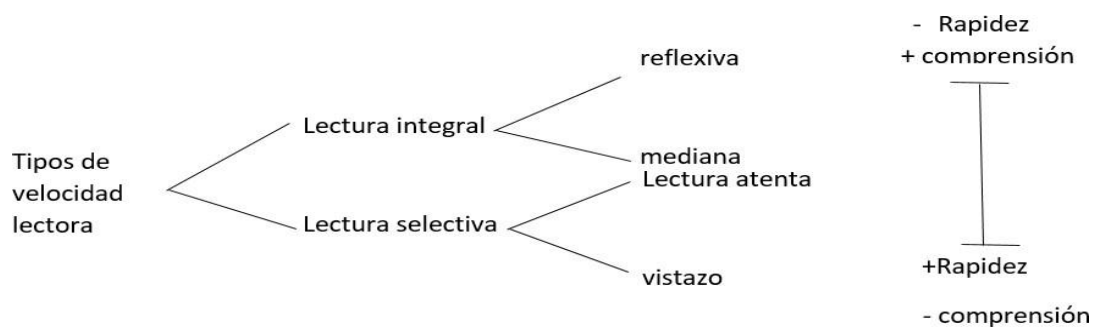 Tipos de
velocidad
lectora
Lectura integral
reflexiva
mediana
Lectura selectiva
Lectura atenta
vistazo
- Rapidez
+ comprensión
+Rapidez
- comprensión